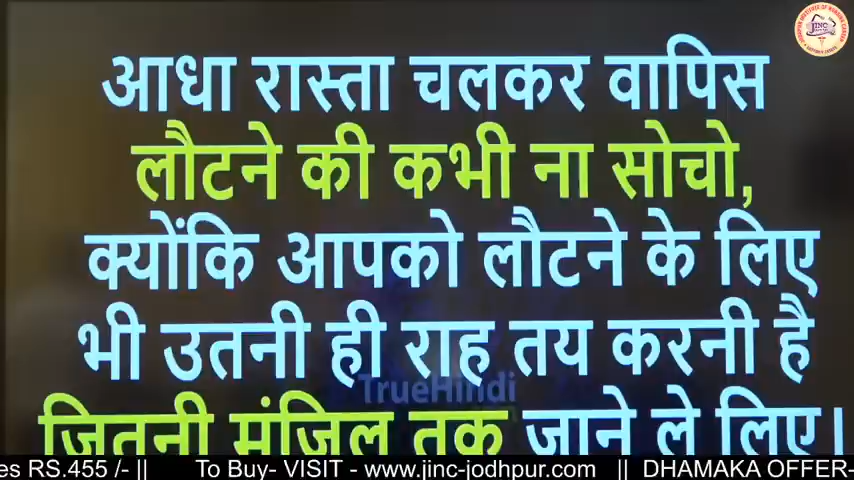 JINC
आधा रास्ता चलकर वापिस
लौटने की कभी ना सोचो,
क्योंकि आपको लौटने के लिए
भी उतनी ही राह तय करनी है
TrueHindi
जितनी मंजिल तक जाने ले लिए।
es RS.455 /- || To Buy- VISIT - www.jinc-jodhpur.com || DHAMAKA OFFER-